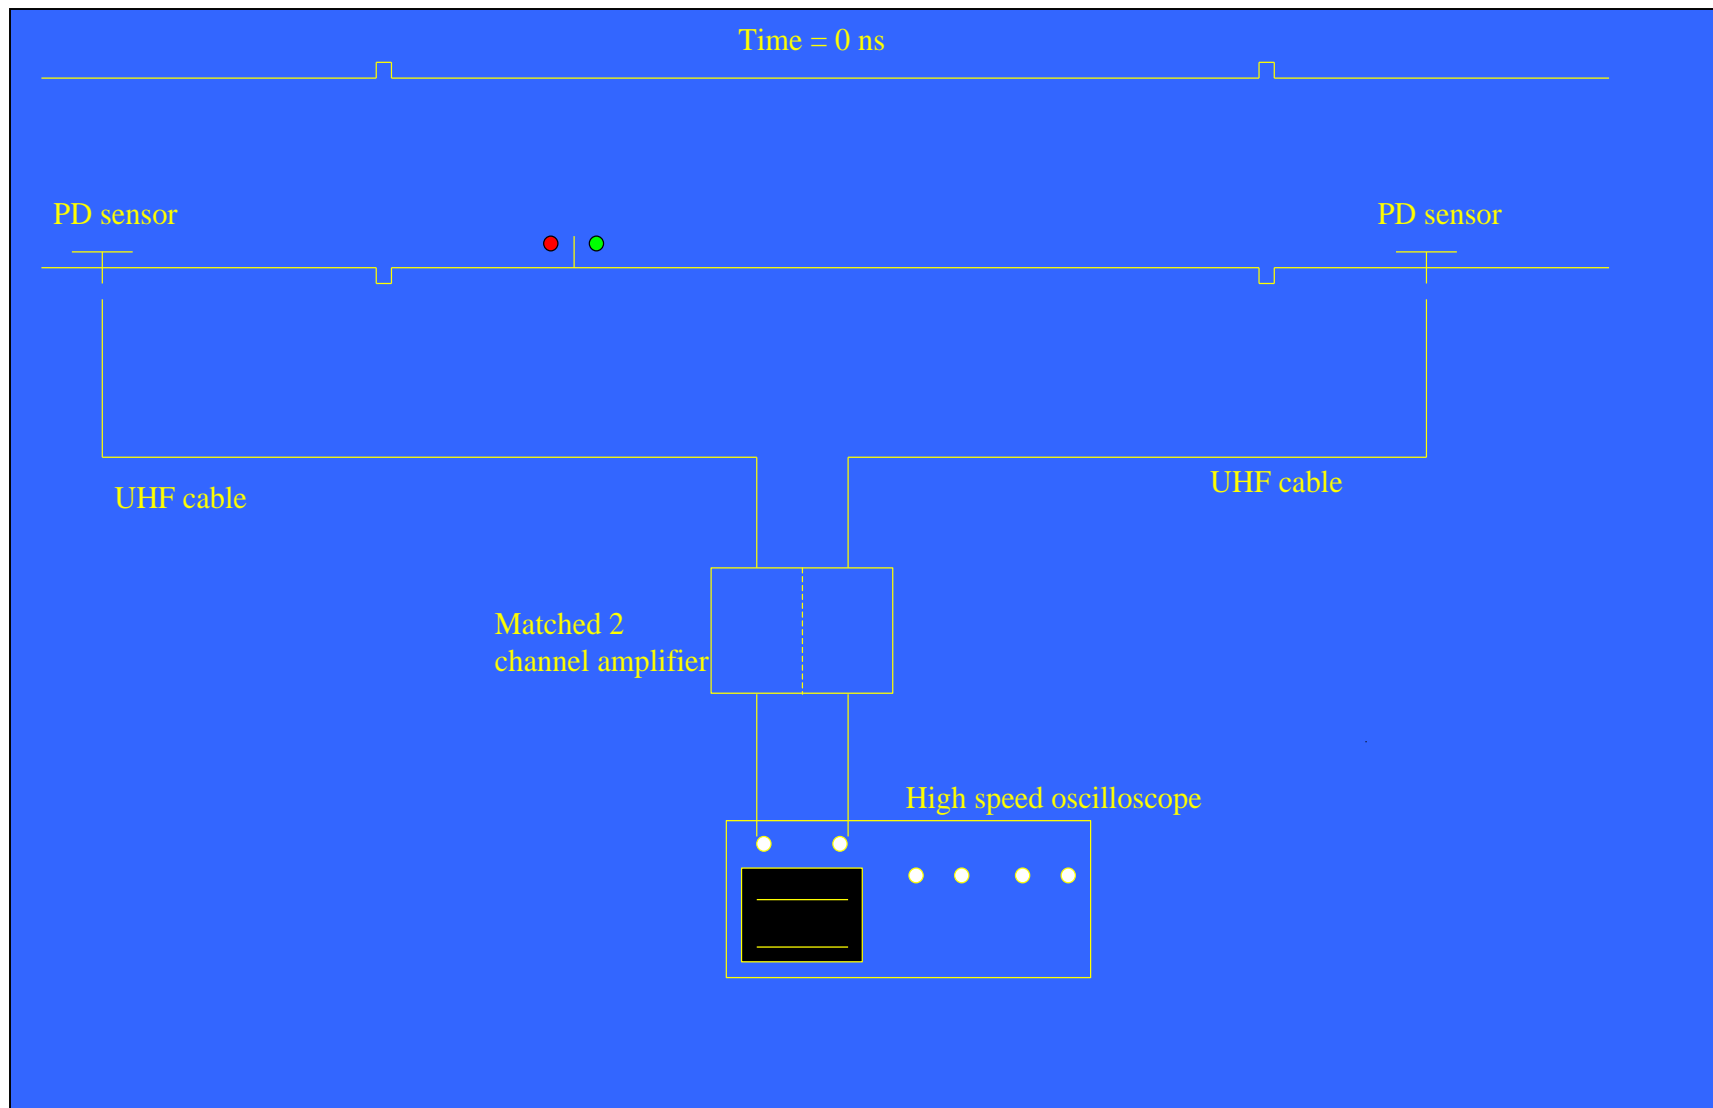 Time = 0 ns
PD sensor
PD sensor
UHF cable
UHF cable
Matched 2
channel amplifier
High speed oscilloscope